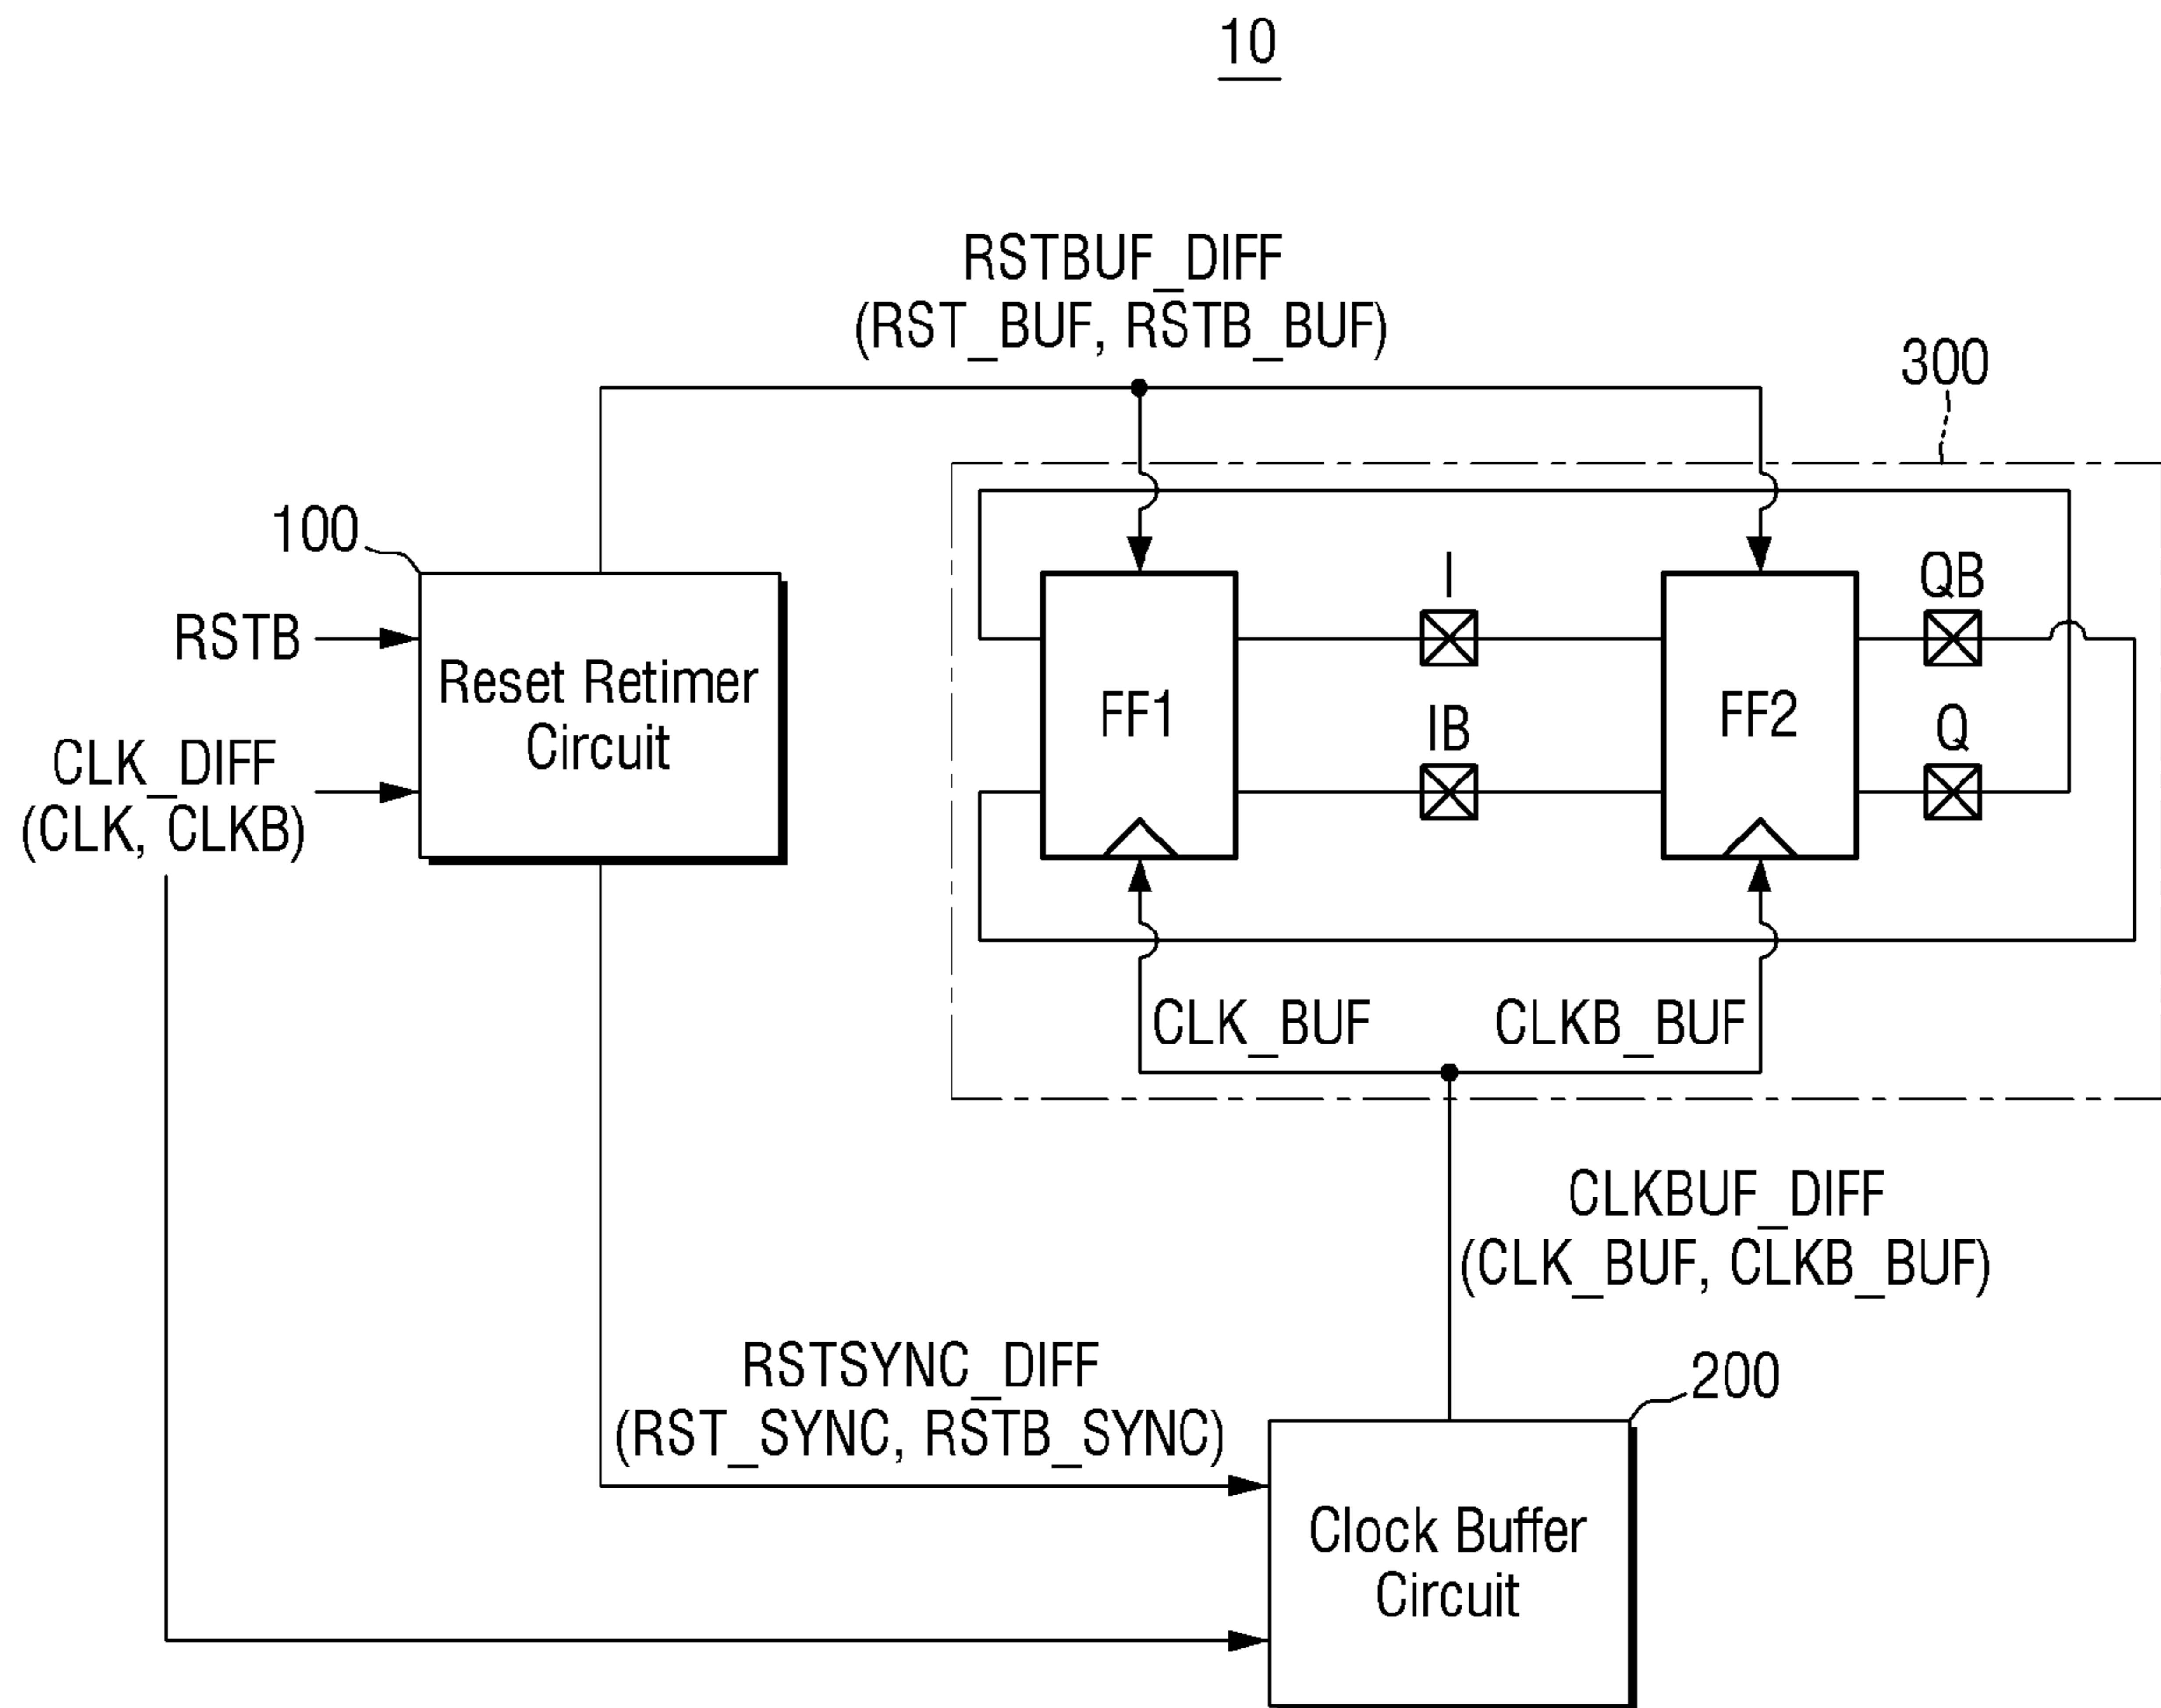 10
RSTBUF_DIFF
(RST_BUF, RSTB_BUF)
300
100
RSTB
Reset Retimer
Circuit
CLK_DIFF
(CLK, CLKB)
FF1
I
IB
FF2
QB
Q
CLK_BUF
CLKB_BUF
CLKBUF_DIFF
(CLK_BUF, CLKB_BUF)
RSTSYNC_DIFF
(RST_SYNC, RSTB_SYNC)
200
Clock Buffer
Circuit